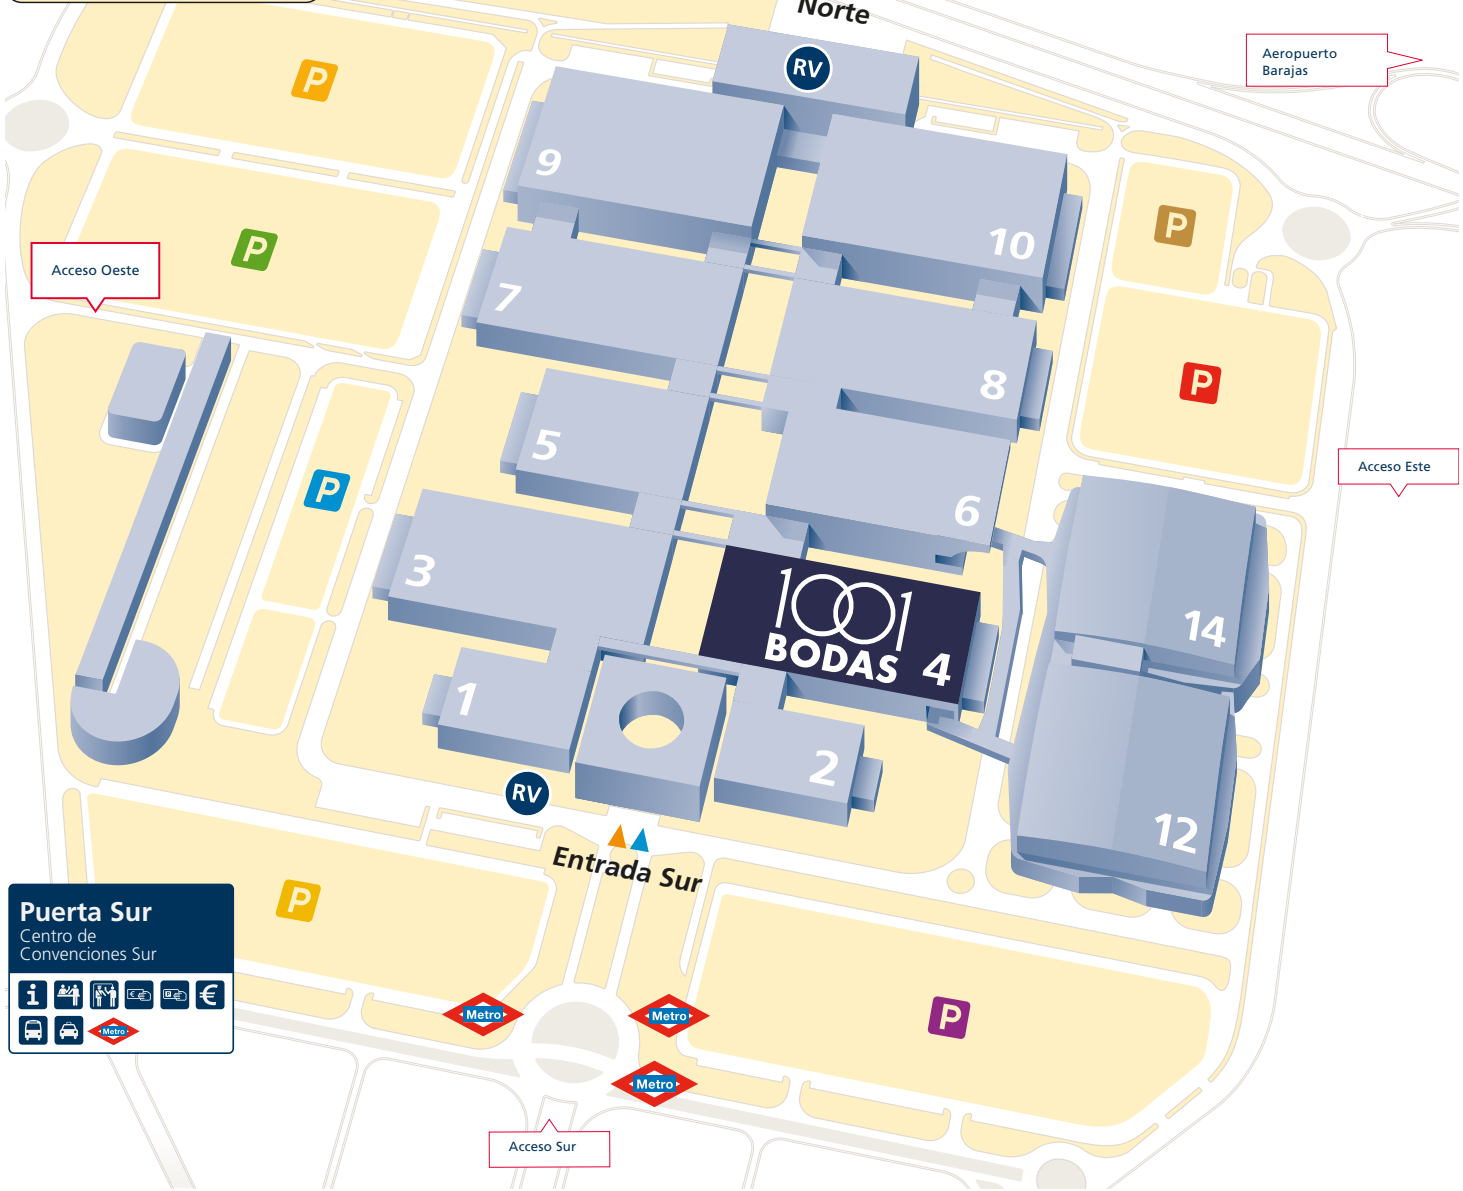 Norte
RV
Aeropuerto
Barajas
P
9
10
P
P
Acceso Oeste
7
8
P
5
Acceso Este
P
6
3
14
1001
BODAS
4
1
2
RV
12
Entrada Sur
P
Puerta Sur
Centro de
Convenciones Sur
i
€
€
P
€
Metro
Metro
Metro
P
Metro
Acceso Sur